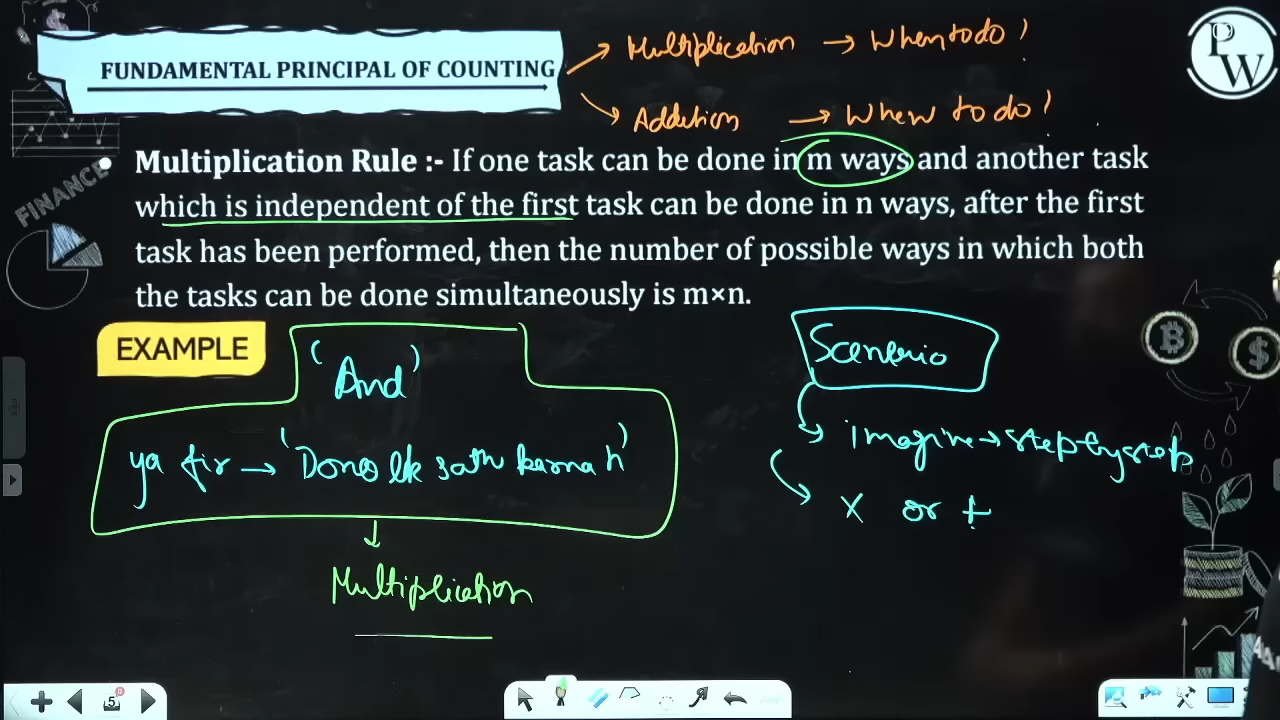 FUNDAMENTAL PRINCIPAL OF COUNTING
→ Multiplication → When to do?
→ Addition → When to do?
PW
Multiplication Rule :- If one task can be done in m ways and another task
which is independent of the first task can be done in n ways, after the first
task has been performed, then the number of possible ways in which both
the tasks can be done simultaneously is m×n.
FINANCE
EXAMPLE
'And'
ya fir → 'Dono Ek sath karna h'
Multiplication
Scenerio
imagine → step by step
x or +
5